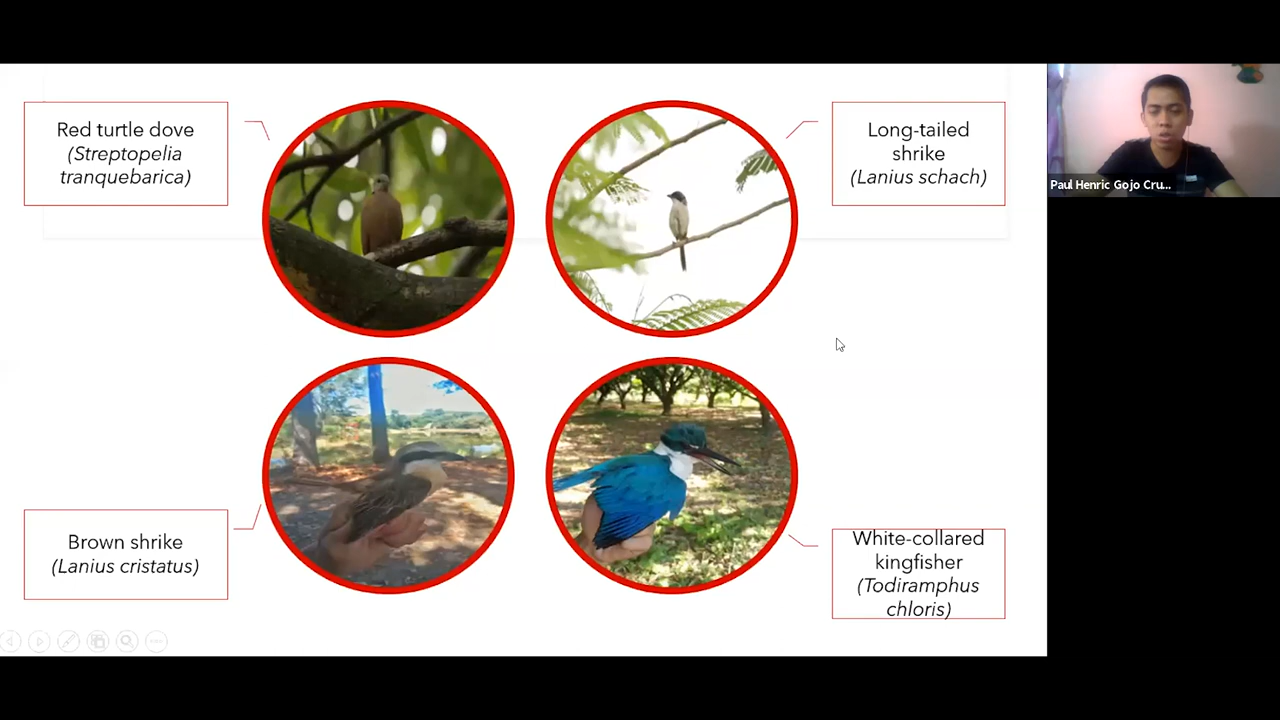 Red turtle dove
(Streptopelia
tranquebarica)
Long-tailed
shrike
(Lanius schach)
Paul Henric Gojo Cru...
Brown shrike
(Lanius cristatus)
White-collared
kingfisher
(Todiramphus
chloris)